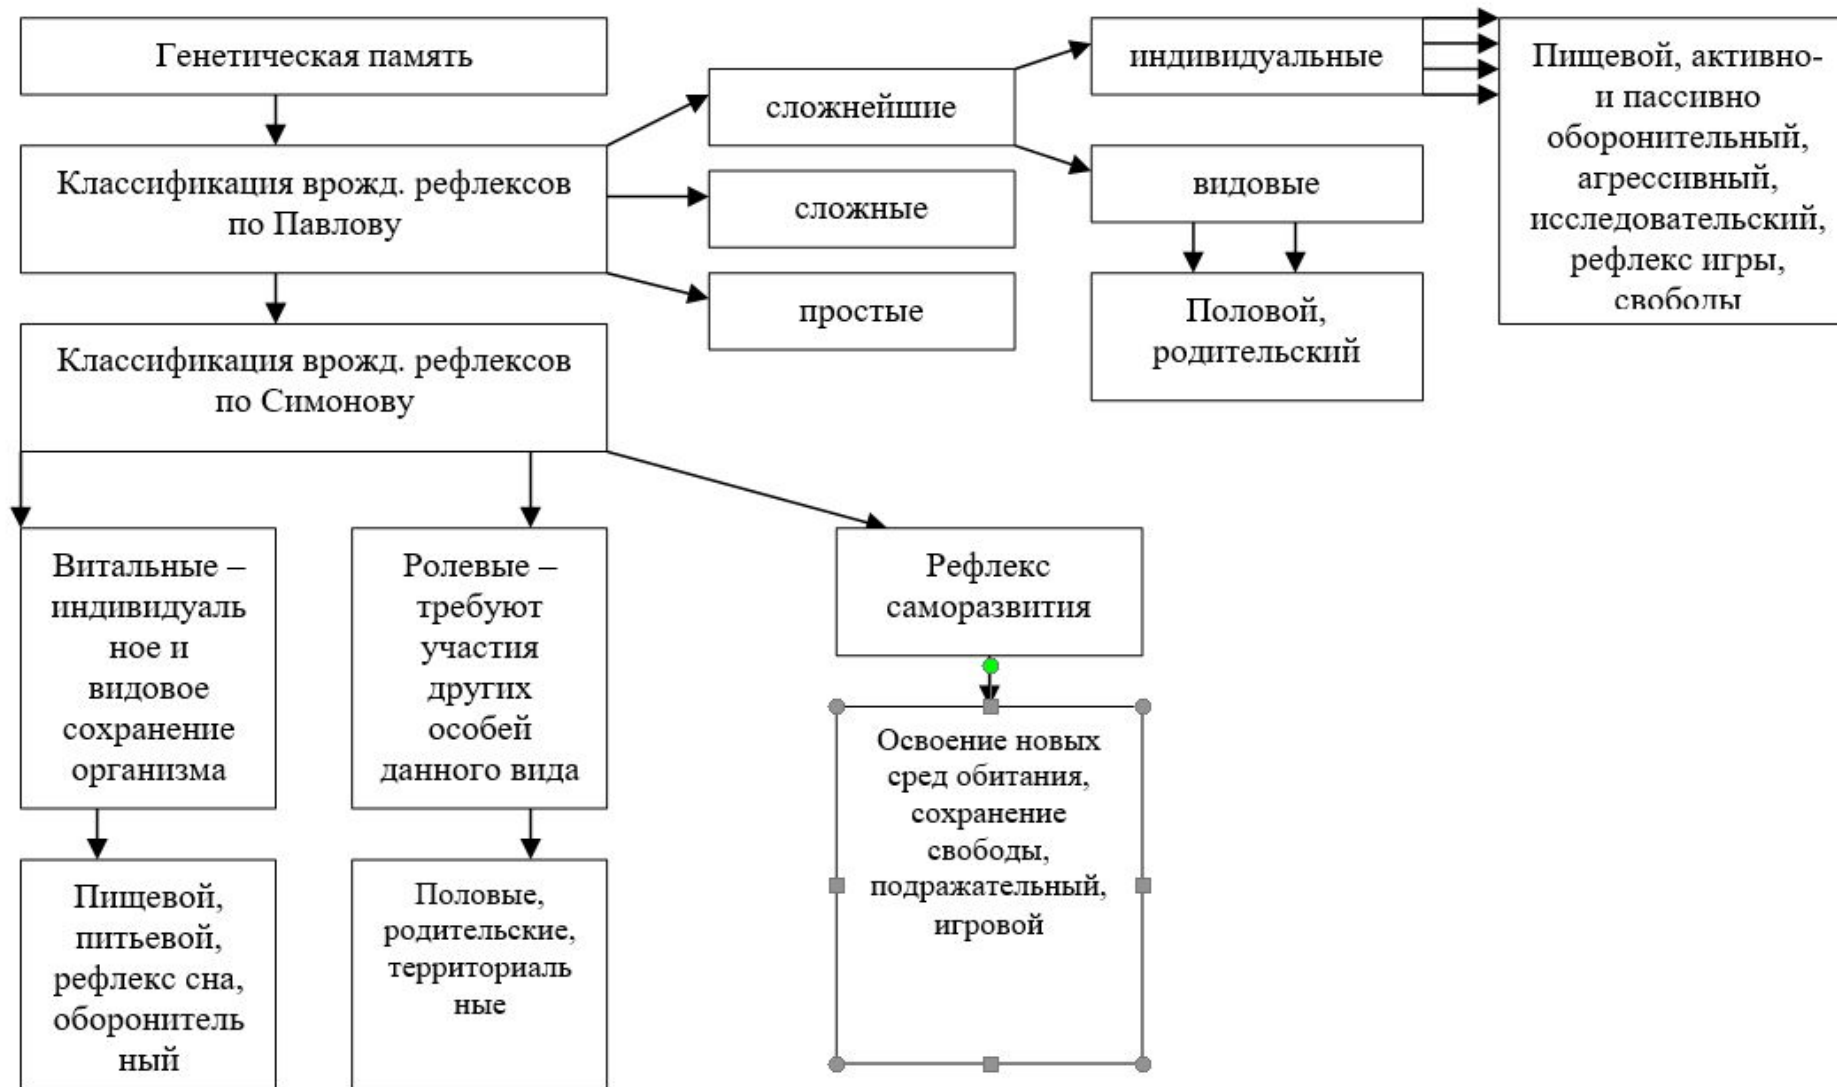 Генетическая память
Классификация врожд. рефлексов
по Павлову
сложнейшие
сложные
простые
индивидуальные
видовые
Пищевой, активно-
и пассивно
оборонительный,
агрессивный,
исследовательский,
рефлекс игры,
свободы
Половой,
родительский
Классификация врожд. рефлексов
по Симонову
Витальные –
индивидуаль
ное и
видовое
сохранение
организма
Ролевые –
требуют
участия
других
особей
данного вида
Рефлекс
саморазвития
Пищевой,
питьевой,
рефлекс сна,
оборонитель
ный
Половые,
родительские,
территориаль
ные
Освоение новых
сред обитания,
сохранение
свободы,
подражательный,
игровой